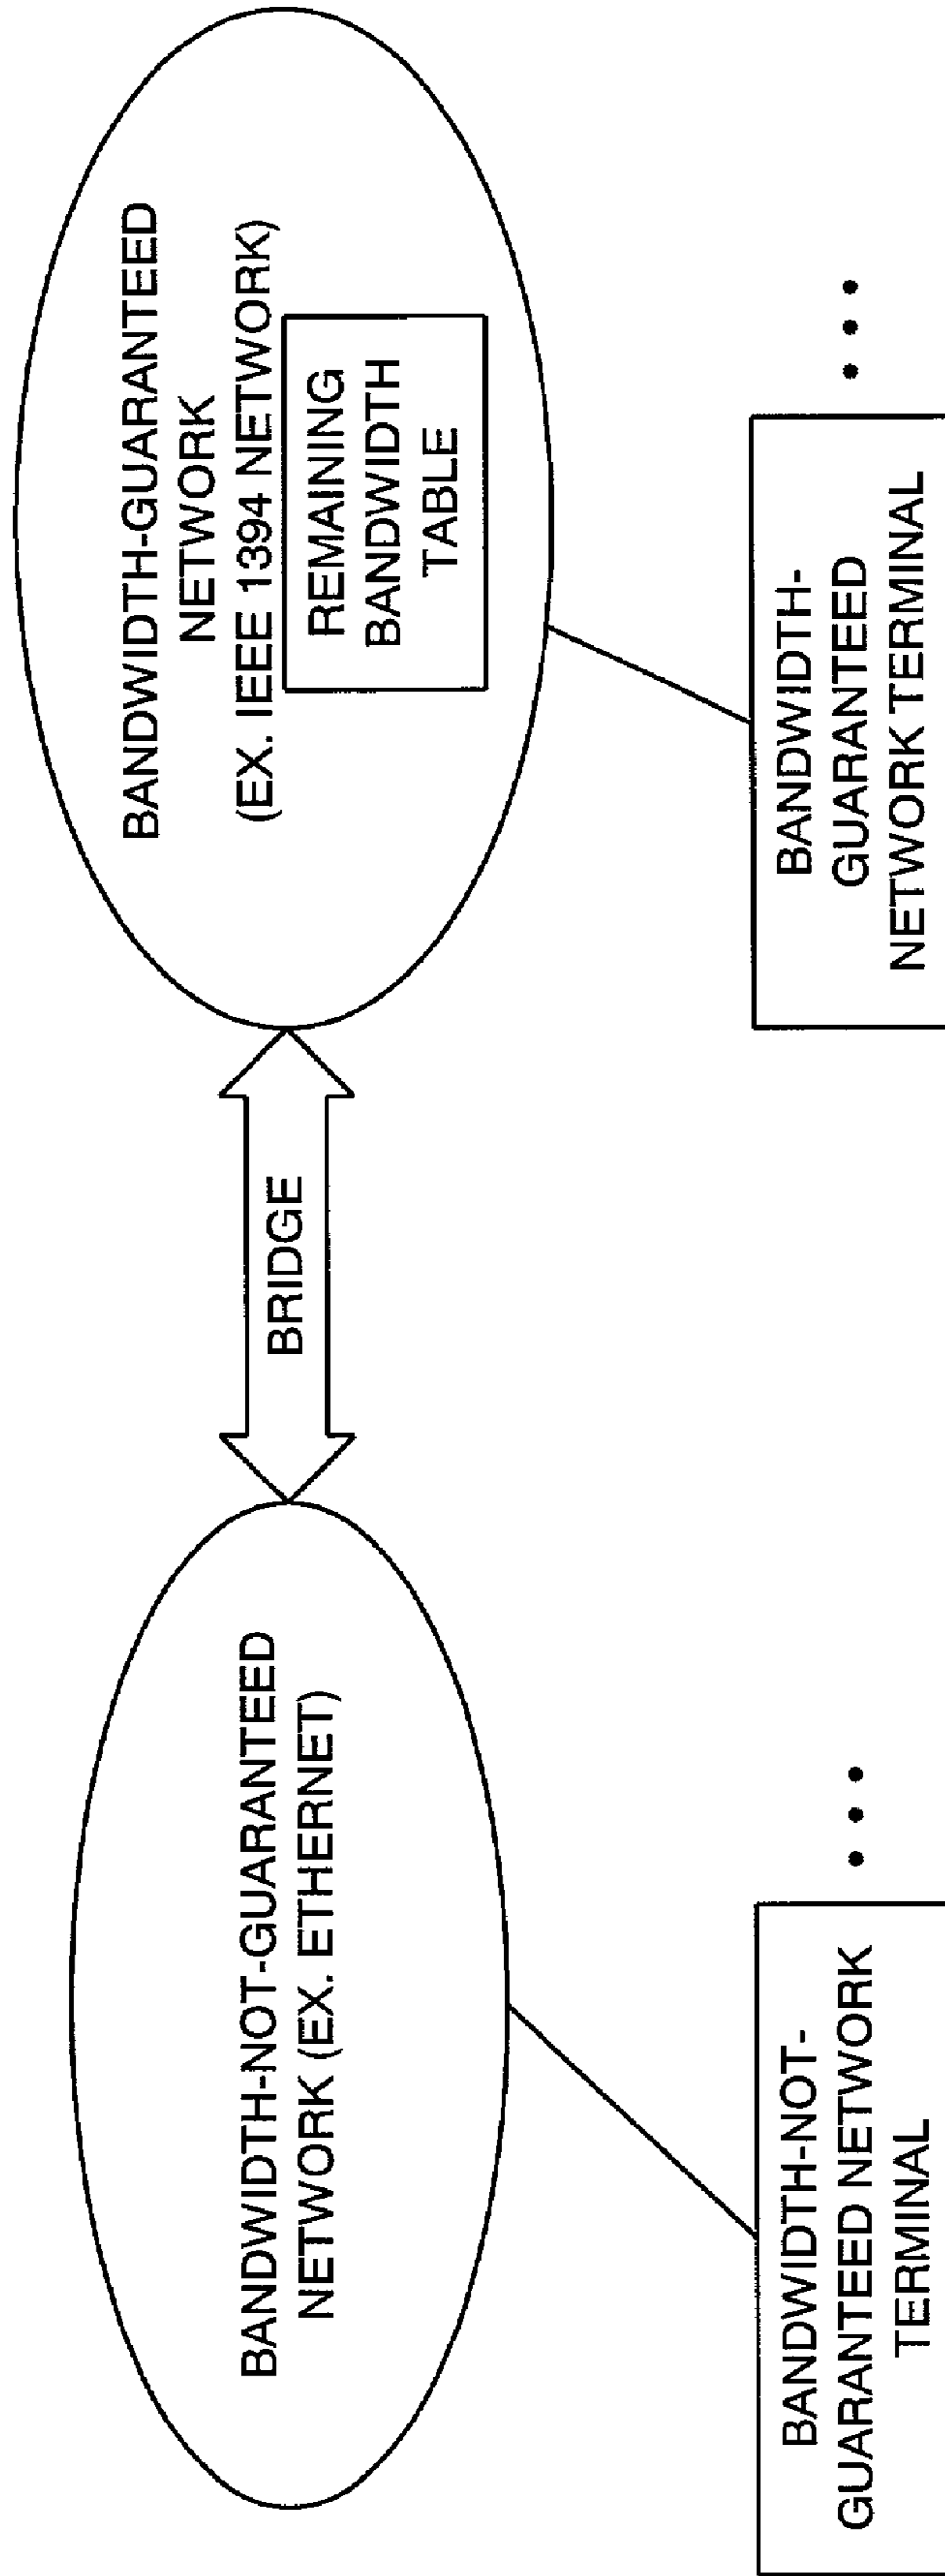 BANDWIDTH-NOT-GUARANTEED
NETWORK (EX. ETHERNET)
BRIDGE
BANDWIDTH-GUARANTEED
NETWORK
(EX. IEEE 1394 NETWORK)
REMAINING
BANDWIDTH
TABLE
BANDWIDTH-NOT-
GUARANTEED NETWORK
TERMINAL
BANDWIDTH-
GUARANTEED
NETWORK TERMINAL